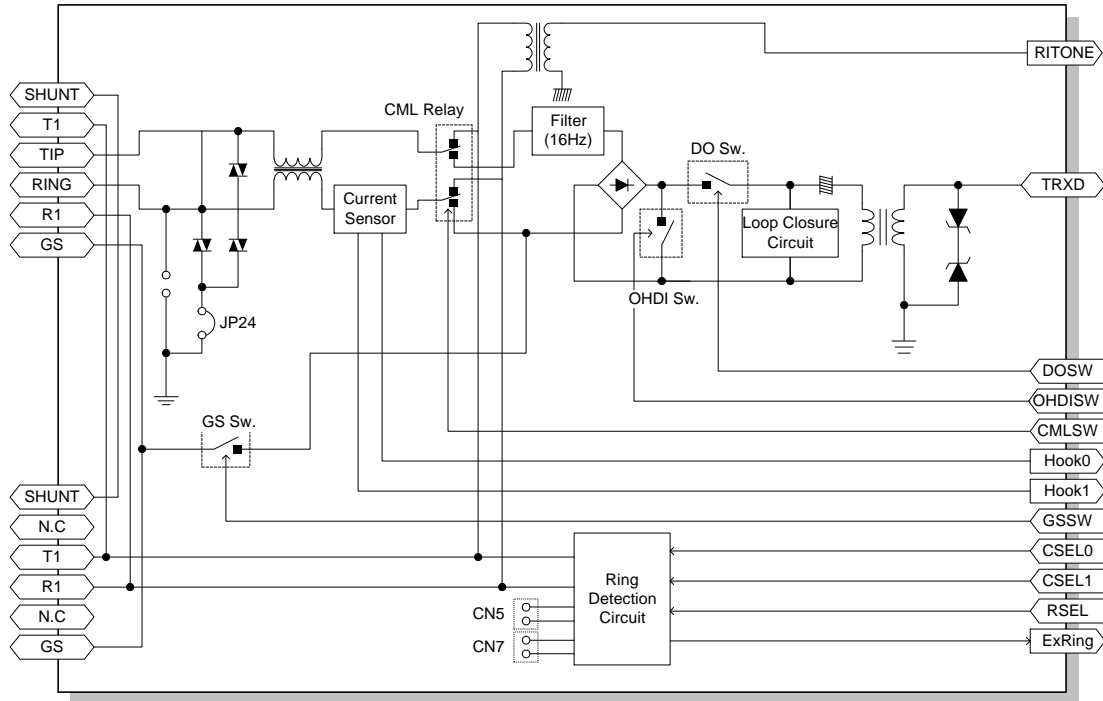 RITONE
SHUNT
T1
TIP
RING
R1
GS
CML Relay
Filter
(16Hz)
DO Sw.
TRXD
Current
Sensor
Loop Closure
Circuit
OHDI Sw.
JP24
GS Sw.
DOSW
OHDISW
CMLSW
Hook0
Hook1
GSSW
CSEL0
CSEL1
RSEL
ExRing
SHUNT
N.C
T1
R1
N.C
GS
CN5
CN7
Ring
Detection
Circuit